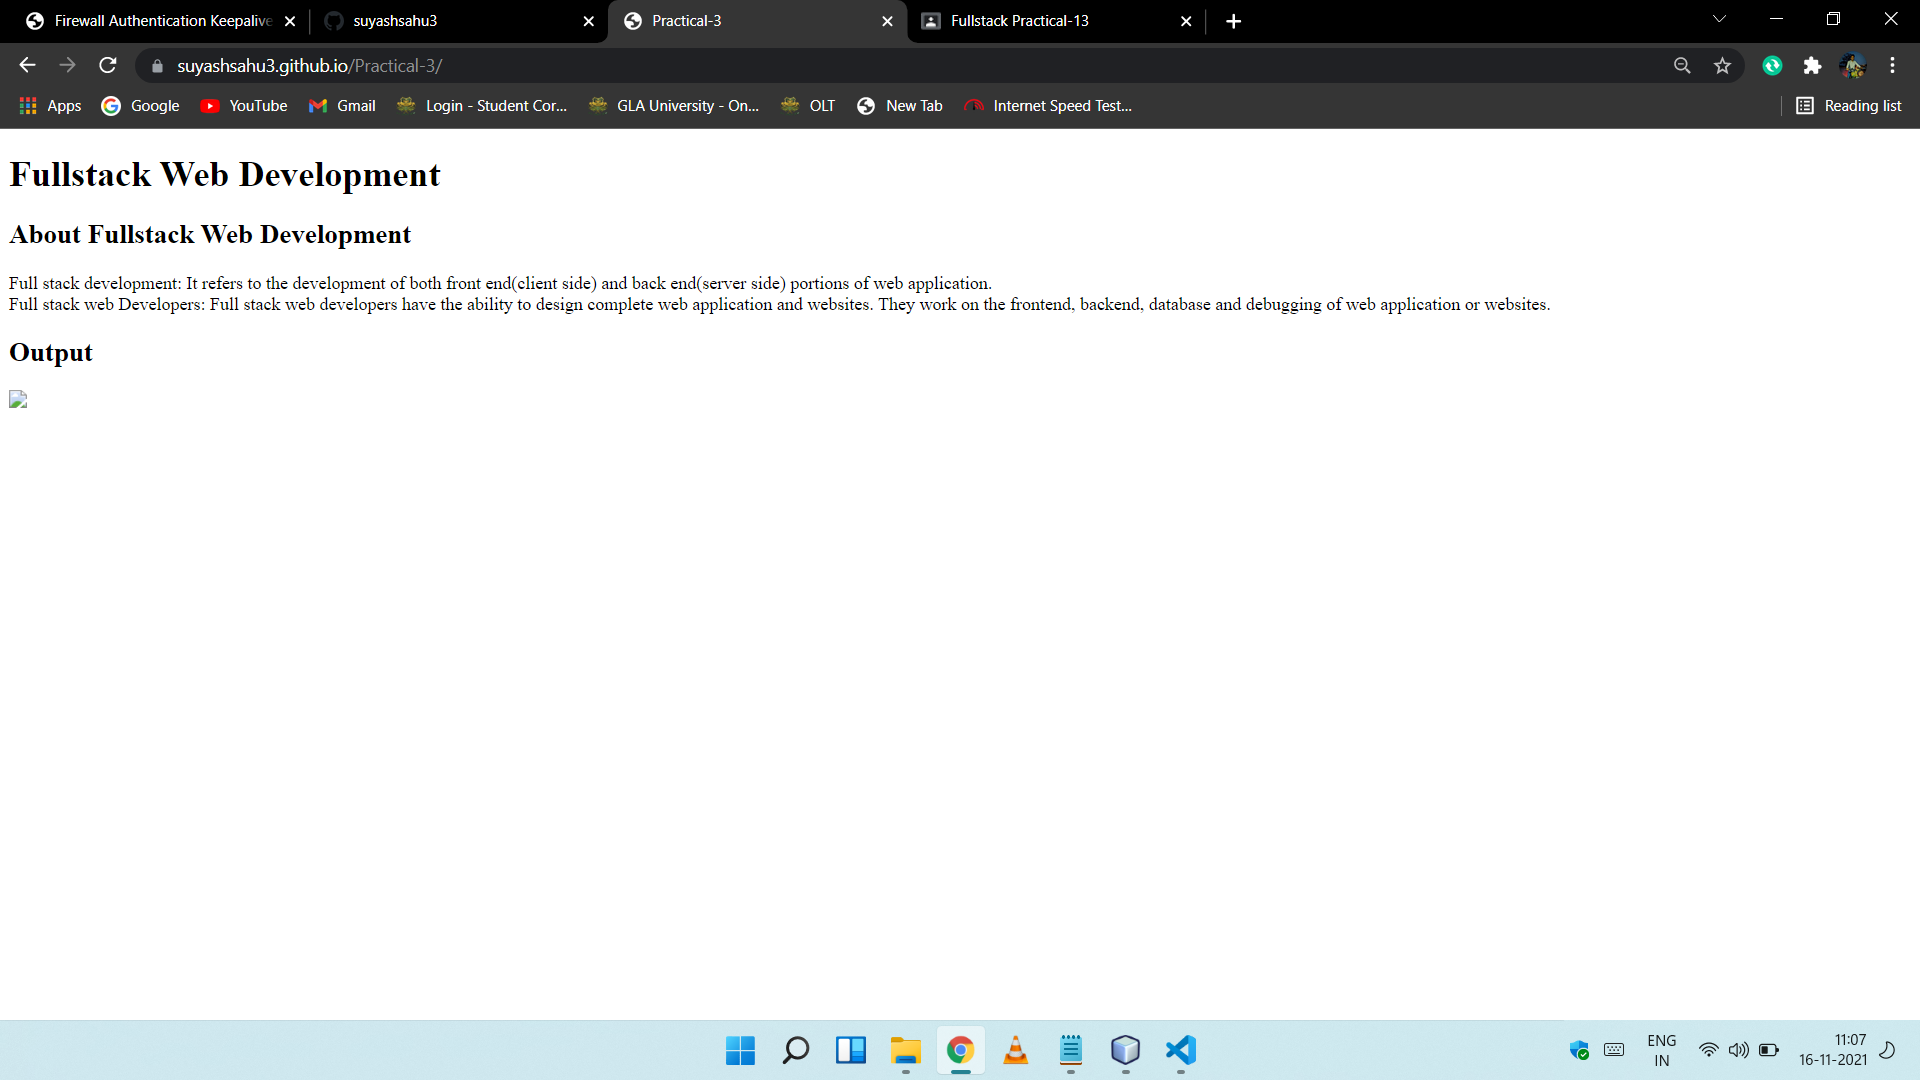 Firewall Authentication Keepalive
suyashsahu3
Practical-3
Fullstack Practical-13
suyashsahu3.github.io/Practical-3/
Apps
Google
YouTube
Gmail
Login - Student Cor...
GLA University - On...
OLT
New Tab
Internet Speed Test...
Reading list
Fullstack Web Development
About Fullstack Web Development
Full stack development: It refers to the development of both front end(client side) and back end(server side) portions of web application.
Full stack web Developers: Full stack web developers have the ability to design complete web application and websites. They work on the frontend, backend, database and debugging of web application or websites.
Output
ENG
IN
11:07
16-11-2021